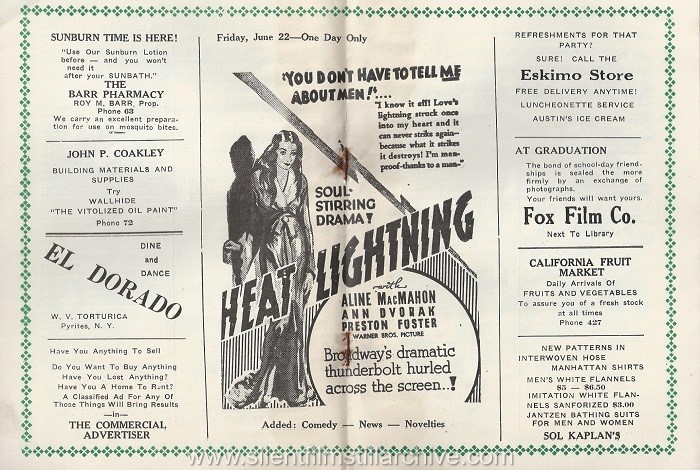 SUNBURN TIME IS HERE!
"Use Our Sunburn Lotion
before — and you won't
need it
after your SUNBATH."
THE
BARR PHARMACY
ROY M. BARR, Prop.
Phone 63
We carry an excellent prepara-
tion for use on mosquito bites.
JOHN P. COAKLEY
BUILDING MATERIALS AND
SUPPLIES
Try
WALLHIDE
"THE VITOLIZED OIL PAINT"
Phone 72
DINE
and
DANCE
EL DORADO
W. V. TORTURICA
Pyrites, N. Y.
Have You Anything To Sell
Do You Want To Buy Anything
Have You Lost Anything?
Have You A Home To Rent?
A Classified Ad For Any Of
Those Things Will Bring Results
—in—
THE COMMERCIAL
ADVERTISER
Friday, June 22—One Day Only
"YOU DON'T HAVE TO TELL ME
ABOUT MEN!"....
"I know it all! Love's
lightning struck once
into my heart and it
can never strike again—
because what it strikes
it destroys! I'm man-
proof-thanks to a man—"
SOUL-
STIRRING
DRAMA!
HEAT LIGHTNING
with
ALINE MacMAHON
ANN DVORAK
PRESTON FOSTER
WARNER BROS. PICTURE
Broadway's dramatic
thunderbolt hurled
across the screen..!
Added: Comedy — News — Novelties
REFRESHMENTS FOR THAT
PARTY?
SURE! CALL THE
Eskimo Store
FREE DELIVERY ANYTIME!
LUNCHEONETTE SERVICE
AUSTIN'S ICE CREAM
AT GRADUATION
The bond of school-day friend-
ships is sealed the more
firmly by an exchange of
photographs.
Your friends will want yours.
Fox Film Co.
Next To Library
CALIFORNIA FRUIT
MARKET
Daily Arrivals Of
FRUITS AND VEGETABLES
To assure you of a fresh stock
at all times
Phone 427
NEW PATTERNS IN
INTERWOVEN HOSE
MANHATTAN SHIRTS
MEN'S WHITE FLANNELS
$5 — $6.50
IMITATION WHITE FLAN-
NELS SANFORIZED $3.00
JANTZEN BATHING SUITS
FOR MEN AND WOMEN
SOL KAPLAN'S
www.silentfilmstillarchive.com